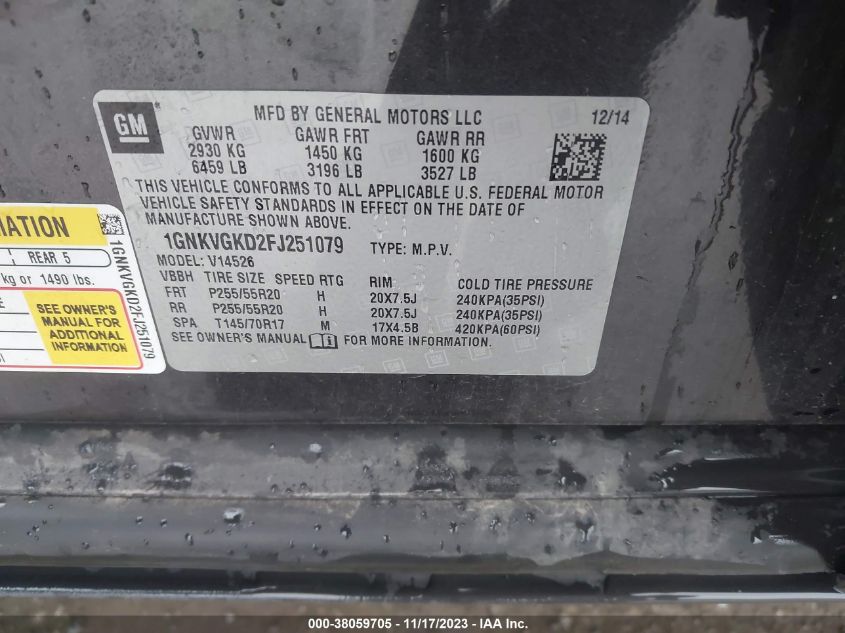 GM
MFD BY GENERAL MOTORS LLC 12/14
GVWR GAWR FRT GAWR RR
2930 KG 1450 KG 1600 KG
6459 LB 3196 LB 3527 LB
THIS VEHICLE CONFORMS TO ALL APPLICABLE U.S. FEDERAL MOTOR
VEHICLE SAFETY STANDARDS IN EFFECT ON THE DATE OF
MANUFACTURE SHOWN ABOVE.
1GNKVGKD2FJ251079 TYPE: M.P.V.
MODEL: V14526
VBBH TIRE SIZE SPEED RTG RIM COLD TIRE PRESSURE
FRT P255/55R20 H 20X7.5J 240KPA(35PSI)
RR P255/55R20 H 20X7.5J 240KPA(35PSI)
SPA T145/70R17 M 17X4.5B 420KPA(60PSI)
SEE OWNER'S MANUAL FOR MORE INFORMATION.
REAR 5
kg or 1490 lbs.
SEE OWNER'S
MANUAL FOR
ADDITIONAL
INFORMATION
1GNKVGKD2FJ251079
000-38059705 - 11/17/2023 - IAA Inc.